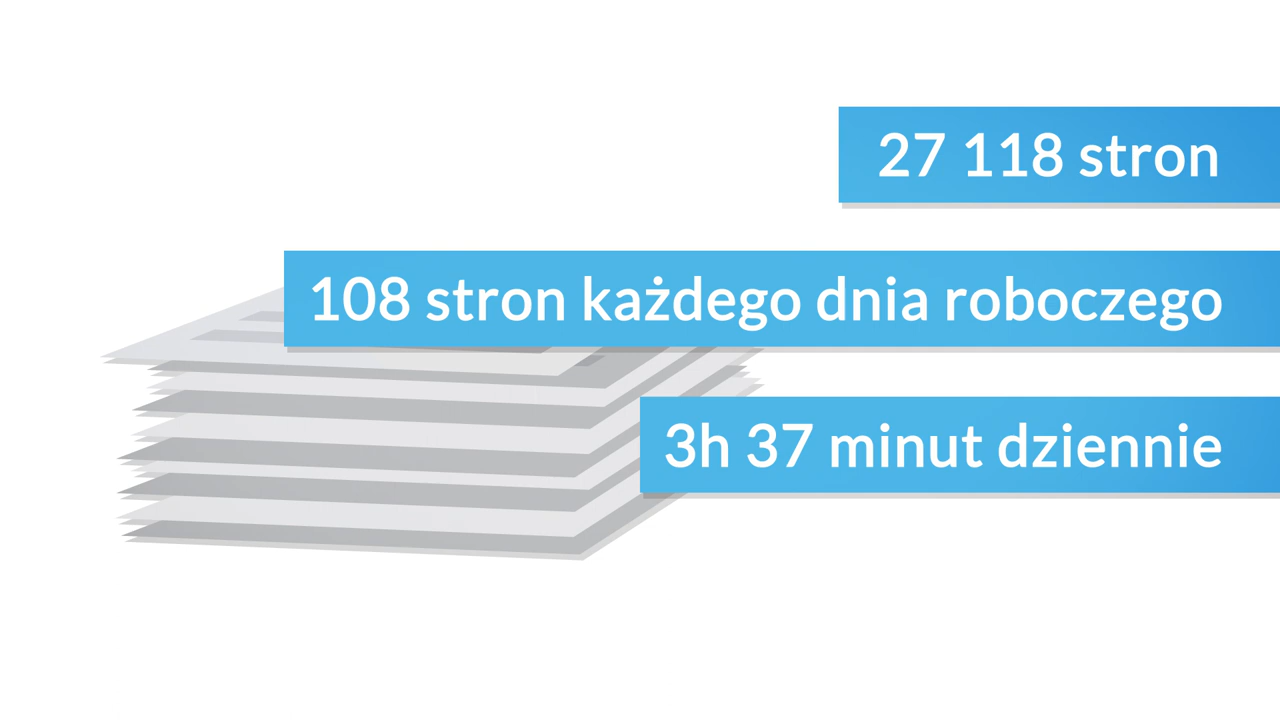 27 118 stron
108 stron każdego dnia roboczego
3h 37 minut dziennie